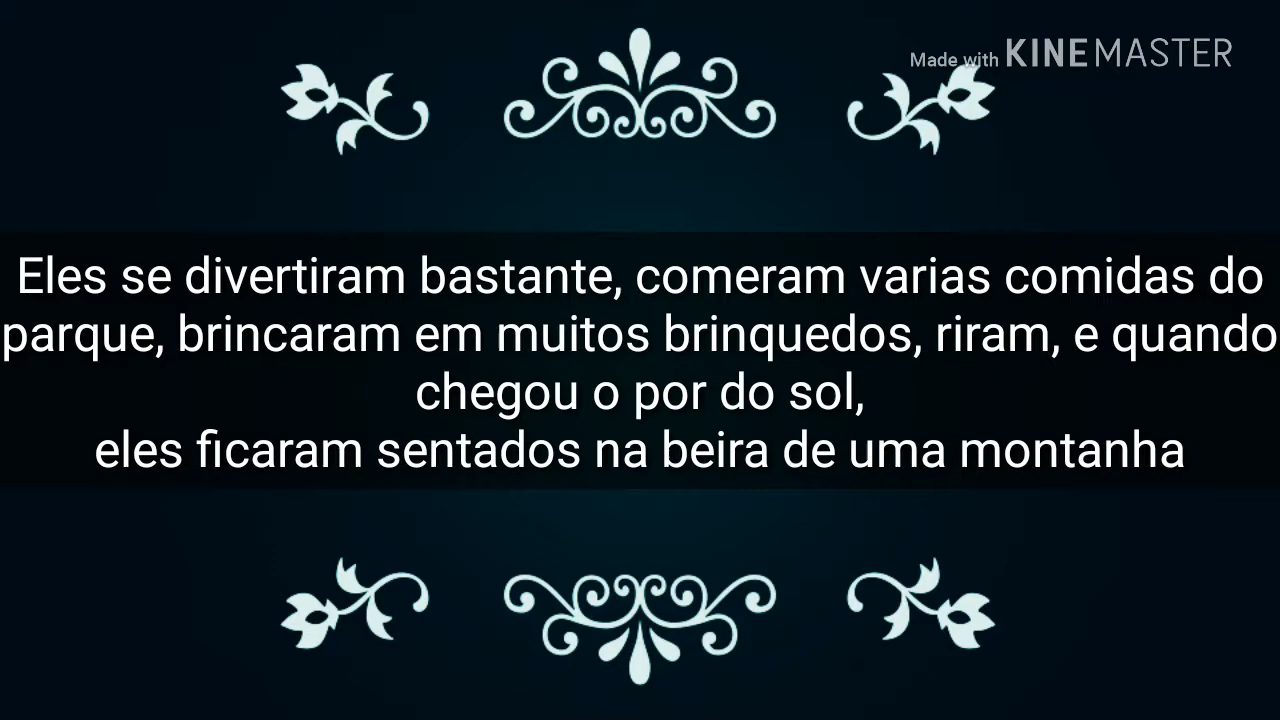 Made with KINEMASTER
Eles se divertiram bastante, comeram varias comidas do
parque, brincaram em muitos brinquedos, riram, e quando
chegou o por do sol,
eles ficaram sentados na beira de uma montanha